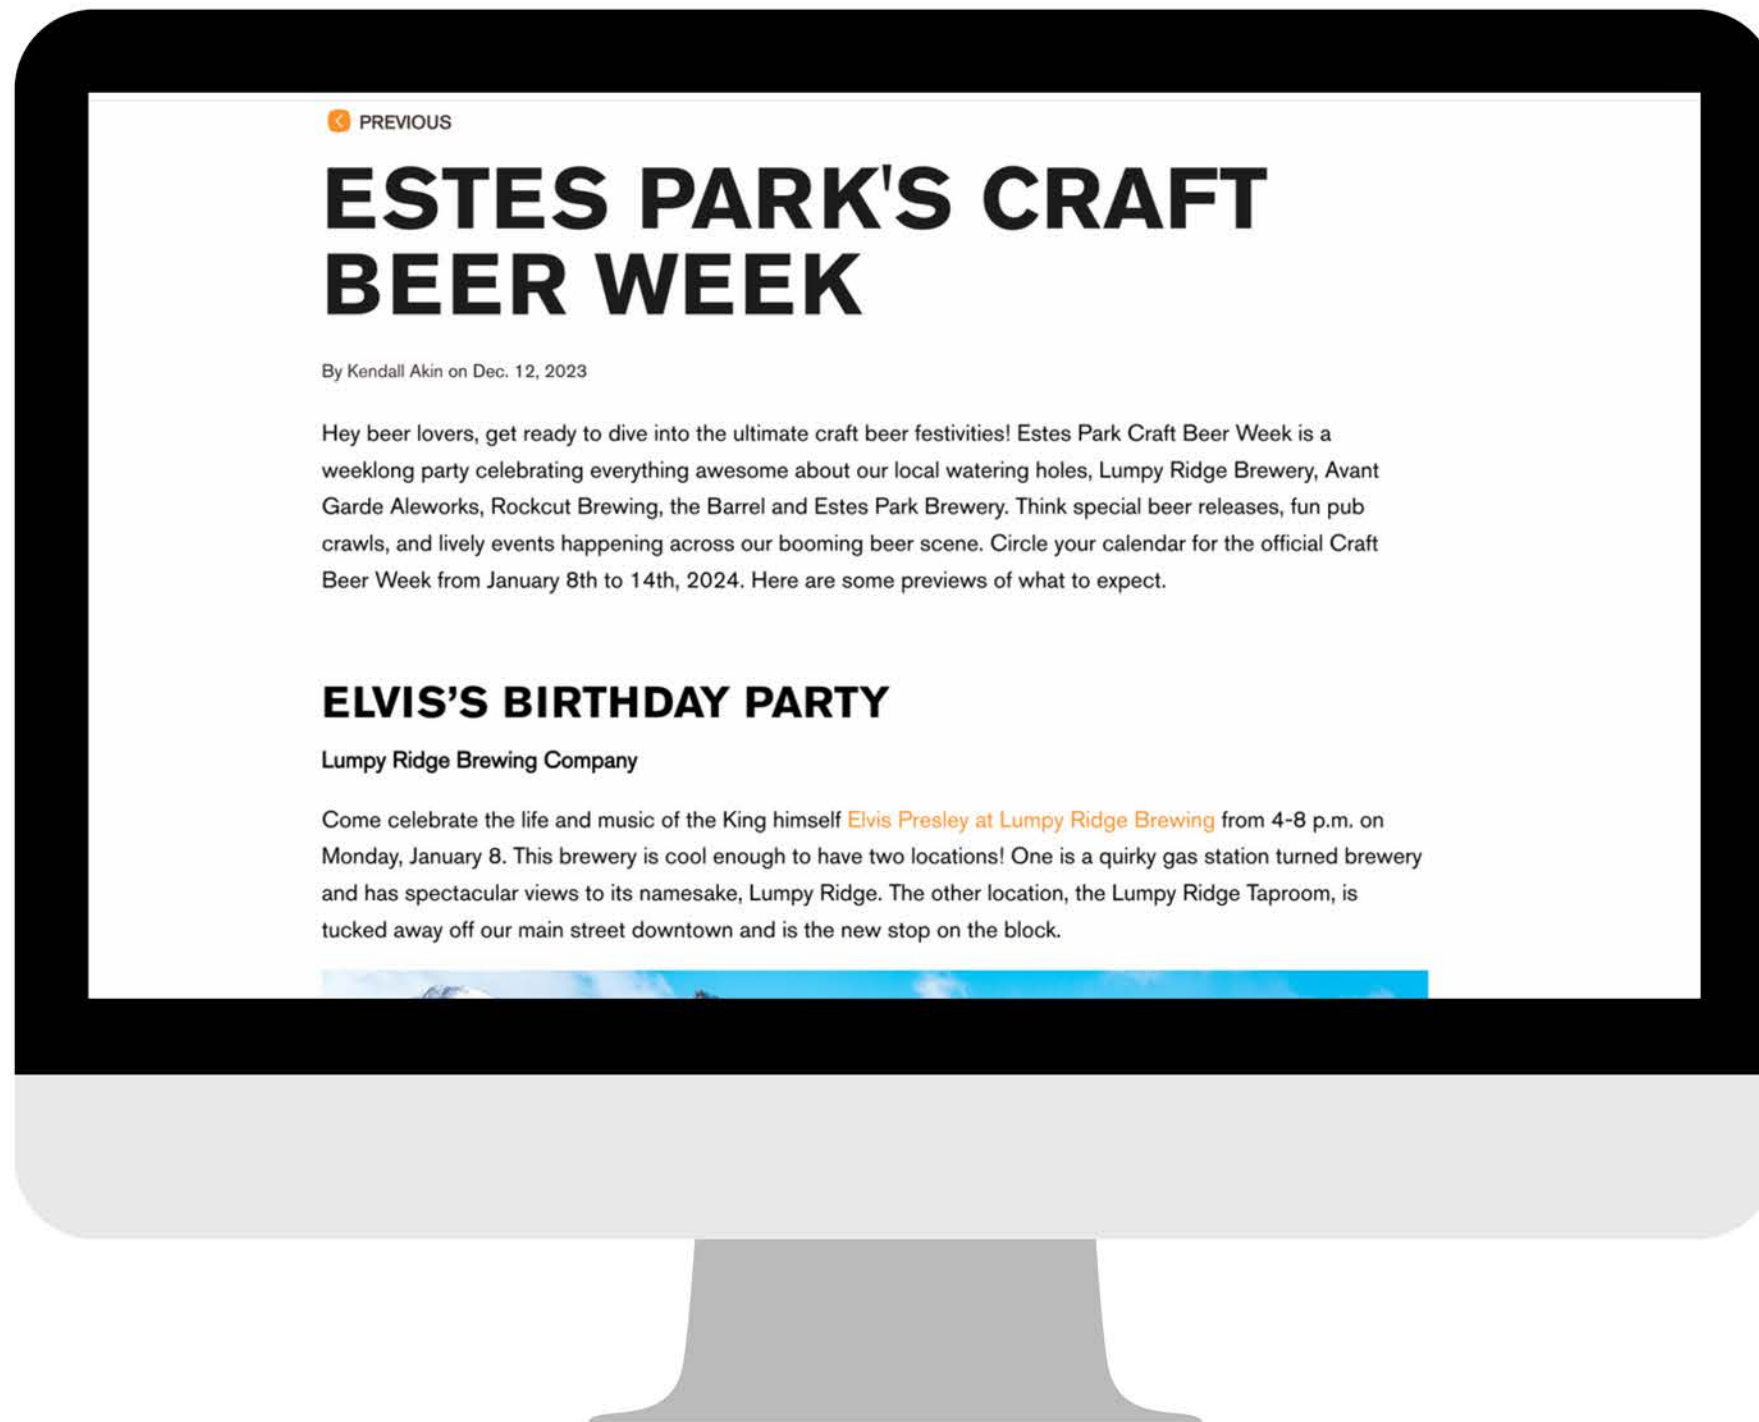 PREVIOUS
ESTES PARK'S CRAFT
BEER WEEK
By Kendall Akin on Dec. 12, 2023
Hey beer lovers, get ready to dive into the ultimate craft beer festivities! Estes Park Craft Beer Week is a
weeklong party celebrating everything awesome about our local watering holes, Lumpy Ridge Brewery, Avant
Garde Aleworks, Rockcut Brewing, the Barrel and Estes Park Brewery. Think special beer releases, fun pub
crawls, and lively events happening across our booming beer scene. Circle your calendar for the official Craft
Beer Week from January 8th to 14th, 2024. Here are some previews of what to expect.
ELVIS’S BIRTHDAY PARTY
Lumpy Ridge Brewing Company
Come celebrate the life and music of the King himself Elvis Presley at Lumpy Ridge Brewing from 4-8 p.m. on
Monday, January 8. This brewery is cool enough to have two locations! One is a quirky gas station turned brewery
and has spectacular views to its namesake, Lumpy Ridge. The other location, the Lumpy Ridge Taproom, is
tucked away off our main street downtown and is the new stop on the block.